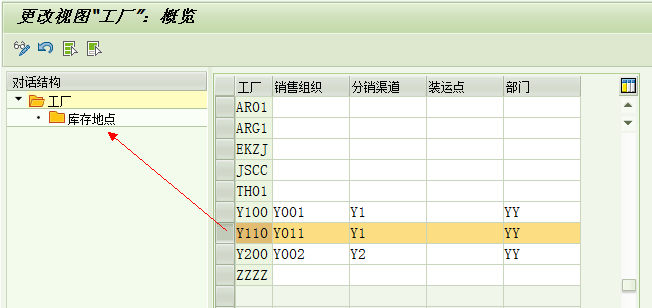 更改视图"工厂": 概览
对话结构
工厂
库存地点
工厂 销售组织 分销渠道 装运点 部门
AR01
ARG1
EKZJ
JSCC
TH01
Y100 Y001 Y1 YY
Y110 Y011 Y1 YY
Y200 Y002 Y2 YY
ZZZZ